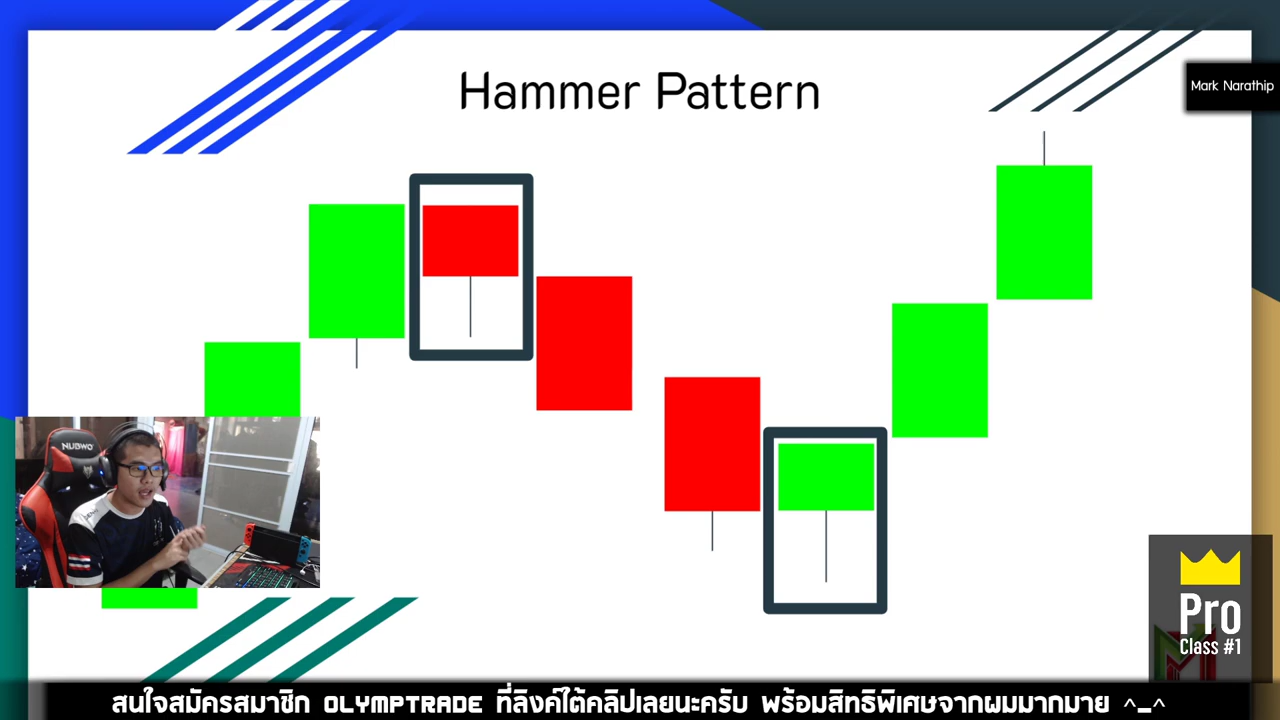 Hammer Pattern
Mark Narathip
NUBWO
Pro
Class #1
สนใจสมัครสมาชิก OLYMPTRADE ที่ลิงค์ใต้คลิปเลยนะครับ พร้อมสิทธิพิเศษจากผมมากมาย ^_^